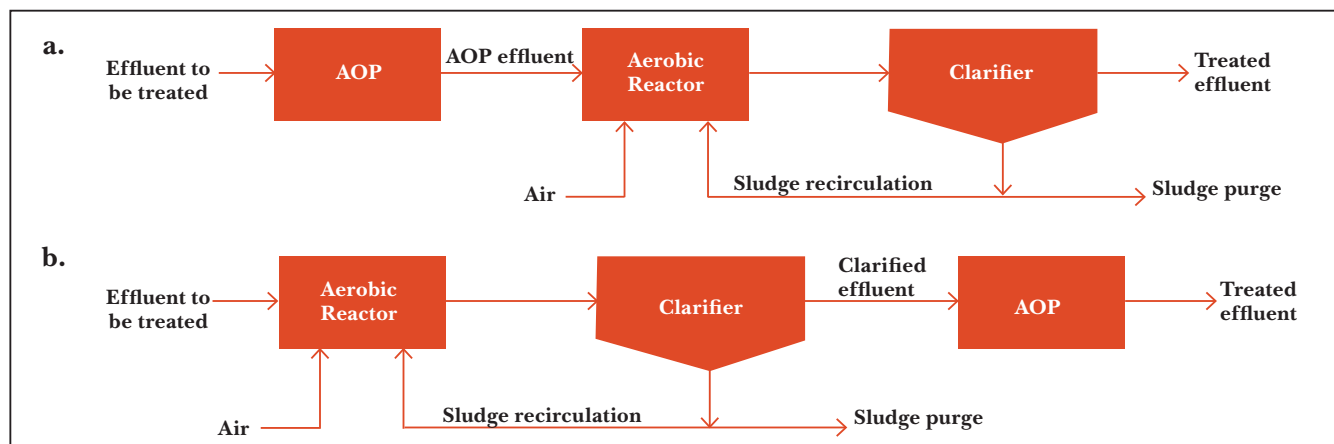 a.
Effluent to
be treated
AOP
AOP effluent
Aerobic
Reactor
Clarifier
Treated
effluent
Air
Sludge recirculation
Sludge purge
b.
Effluent to
be treated
Aerobic
Reactor
Clarifier
Clarified
effluent
AOP
Treated
effluent
Air
Sludge recirculation
Sludge purge